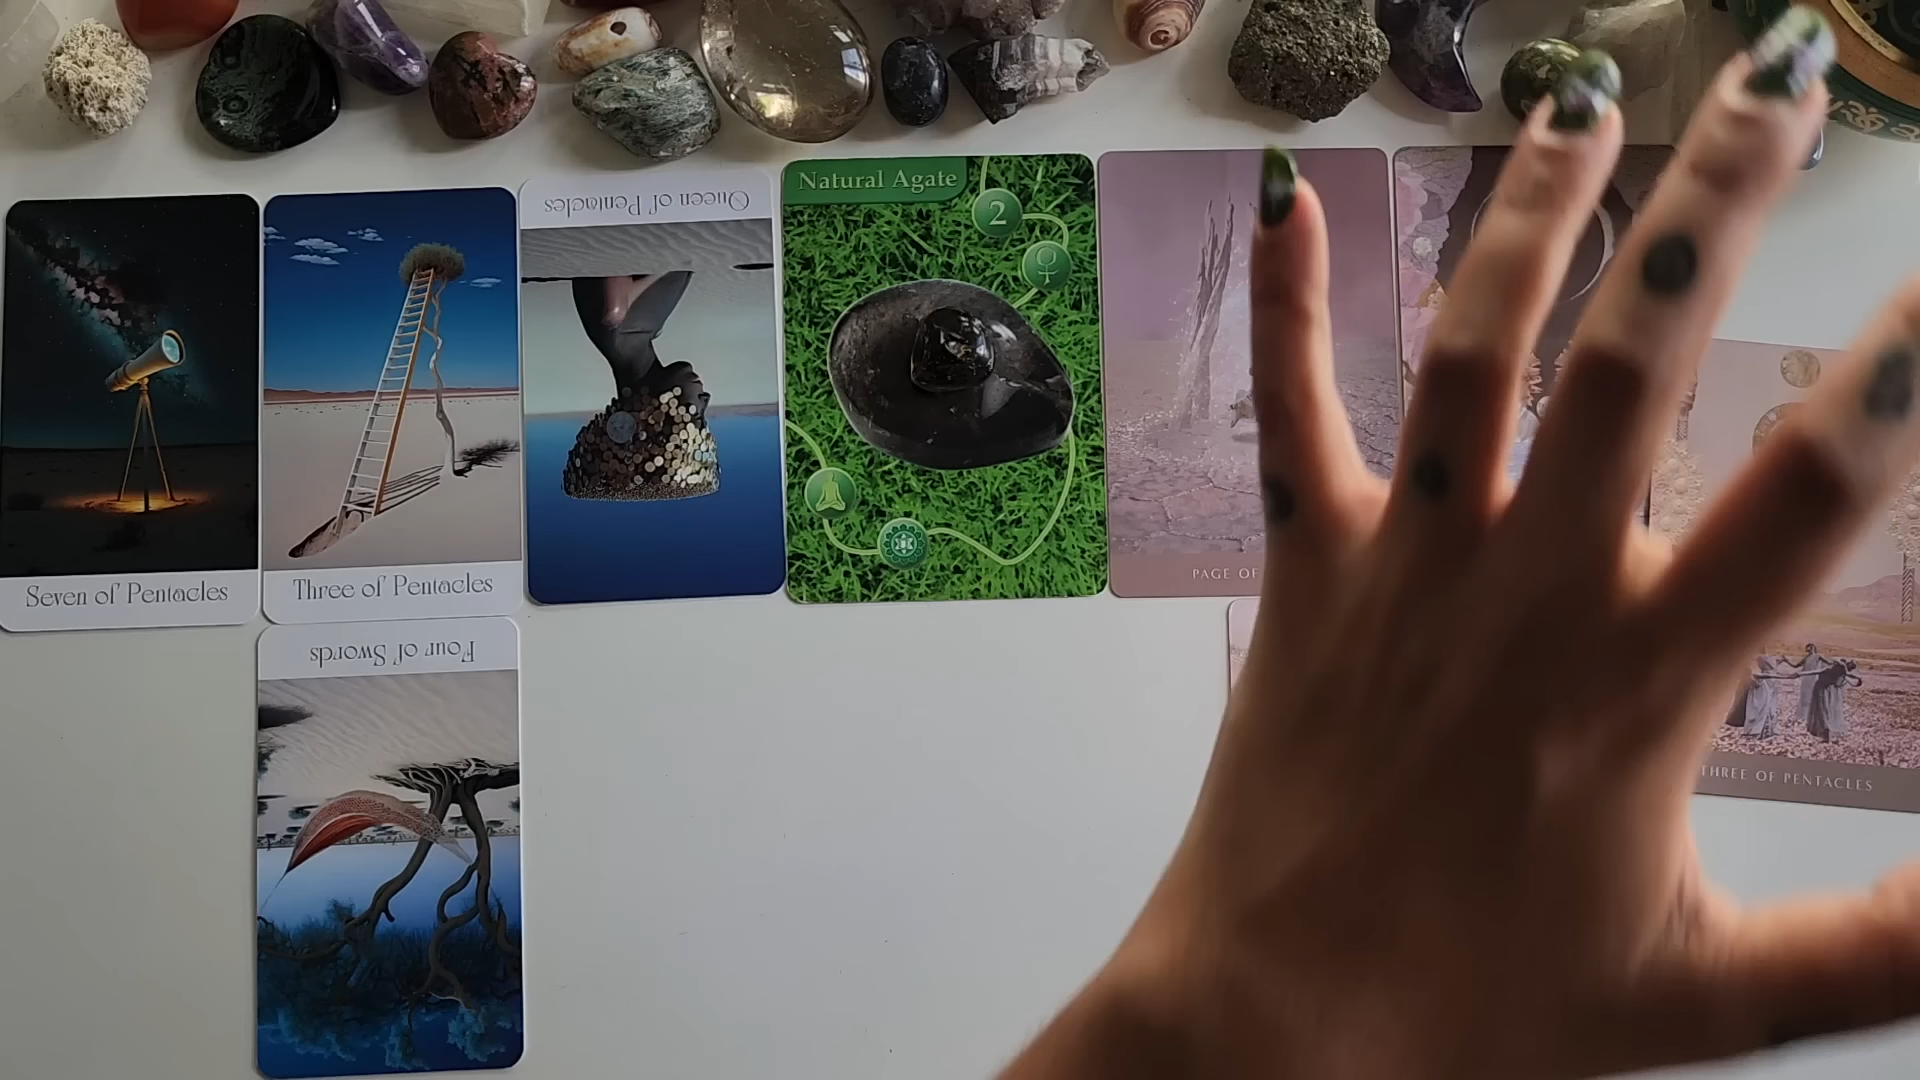 Queen of Pentacles
Natural Agate
2
Seven of Pentacles
Three of Pentacles
PAGE OF
Four of Swords
THREE OF PENTACLES